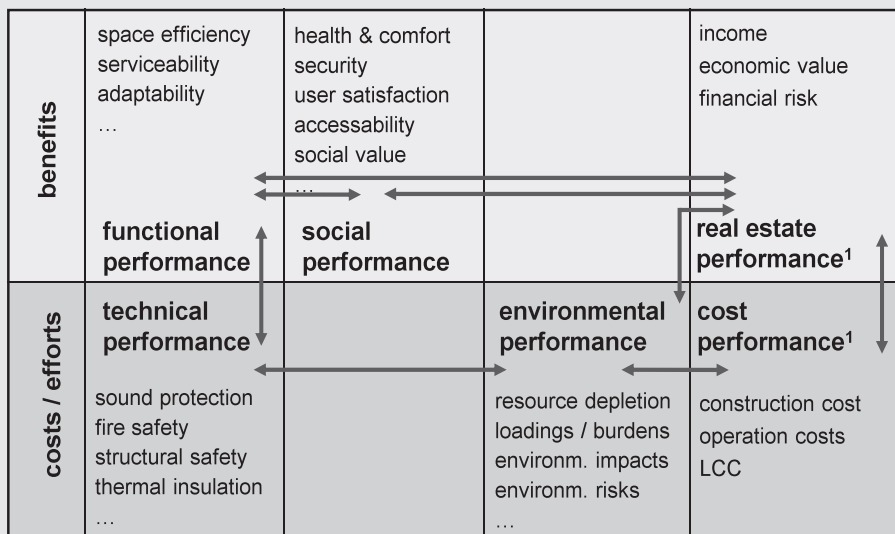 benefits
space efficiency
serviceability
adaptability
…
functional
performance
health & comfort
security
user satisfaction
accessability
social value
…
social
performance
income
economic value
financial risk
real estate
performance¹
costs / efforts
technical
performance
sound protection
fire safety
structural safety
thermal insulation
…
environmental
performance
resource depletion
loadings / burdens
environm. impacts
environm. risks
…
cost
performance¹
construction cost
operation costs
LCC